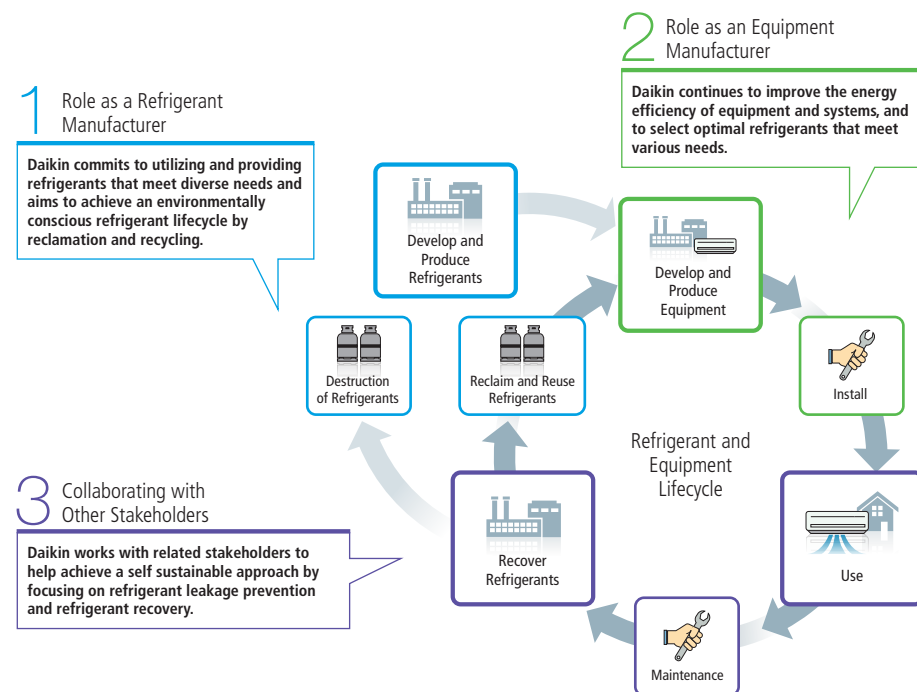 1
Role as a Refrigerant
Manufacturer
Daikin commits to utilizing and providing
refrigerants that meet diverse needs and
aims to achieve an environmentally
conscious refrigerant lifecycle by
reclamation and recycling.
2
Role as an Equipment
Manufacturer
Daikin continues to improve the energy
efficiency of equipment and systems, and
to select optimal refrigerants that meet
various needs.
Develop and
Produce
Refrigerants
Develop and
Produce
Equipment
Destruction
of Refrigerants
Reclaim and Reuse
Refrigerants
Install
Refrigerant and
Equipment
Lifecycle
3
Collaborating with
Other Stakeholders
Daikin works with related stakeholders to
help achieve a self sustainable approach by
focusing on refrigerant leakage prevention
and refrigerant recovery.
Recover
Refrigerants
Use
Maintenance